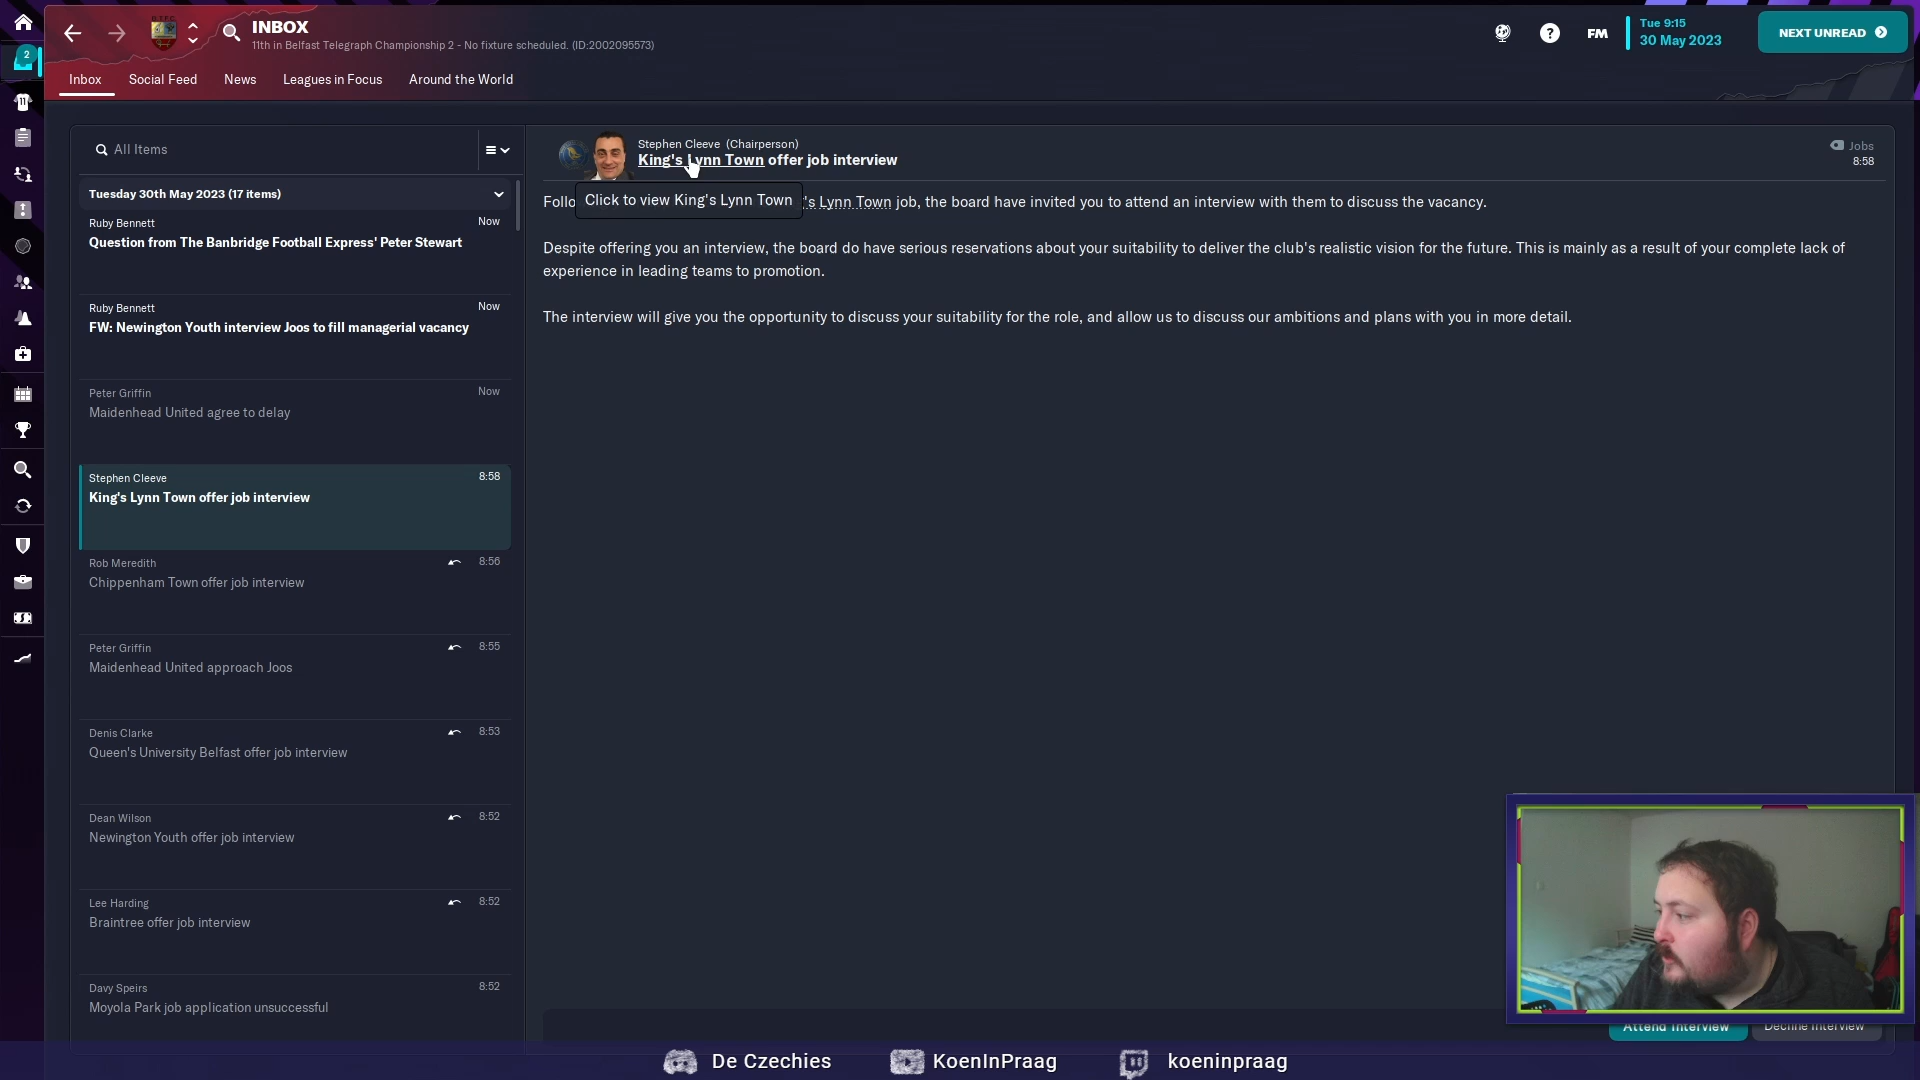 2
INBOX
11th in Belfast Telegraph Championship 2 - No fixture scheduled. (ID:2002095573)
FM
Tue 9:15
30 May 2023
NEXT UNREAD
Inbox
Social Feed
News
Leagues in Focus
Around the World
All Items
Tuesday 30th May 2023 (17 items)
Ruby Bennett
Now
Question from The Banbridge Football Express' Peter Stewart
Ruby Bennett
Now
FW: Newington Youth interview Joos to fill managerial vacancy
Peter Griffin
Now
Maidenhead United agree to delay
Stephen Cleeve
8:58
King's Lynn Town offer job interview
Rob Meredith
8:56
Chippenham Town offer job interview
Peter Griffin
8:55
Maidenhead United approach Joos
Denis Clarke
8:53
Queen's University Belfast offer job interview
Dean Wilson
8:52
Newington Youth offer job interview
Lee Harding
8:52
Braintree offer job interview
Davy Speirs
8:52
Moyola Park job application unsuccessful
Stephen Cleeve (Chairperson)
King's Lynn Town offer job interview
Jobs
8:58
Click to view King's Lynn Town
Follo 's Lynn Town job, the board have invited you to attend an interview with them to discuss the vacancy.
Despite offering you an interview, the board do have serious reservations about your suitability to deliver the club's realistic vision for the future. This is mainly as a result of your complete lack of
experience in leading teams to promotion.
The interview will give you the opportunity to discuss your suitability for the role, and allow us to discuss our ambitions and plans with you in more detail.
Attend Interview
Decline Interview
De Czechies
KoenInPraag
koeninpraag